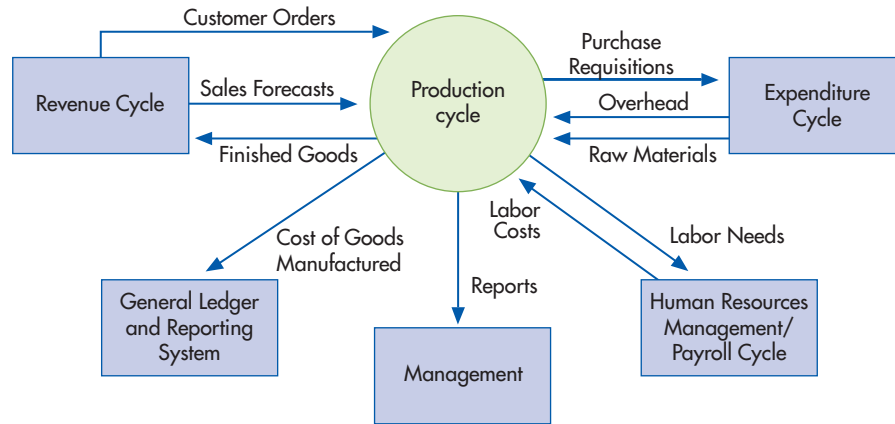 Customer Orders
Revenue Cycle
Sales Forecasts
Finished Goods
Production
cycle
Purchase
Requisitions
Overhead
Raw Materials
Expenditure
Cycle
Cost of Goods
Manufactured
General Ledger
and Reporting
System
Reports
Management
Labor
Costs
Labor Needs
Human Resources
Management/
Payroll Cycle